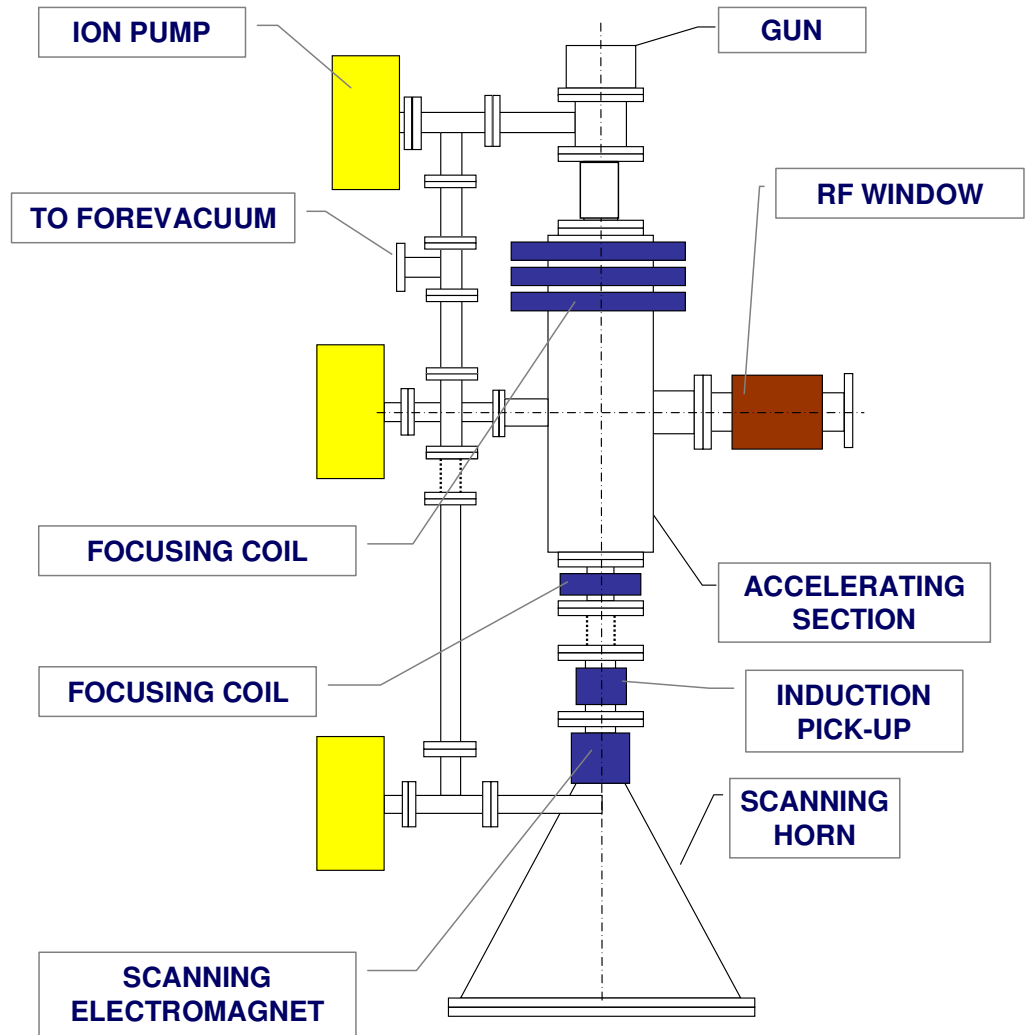 ION PUMP
GUN
TO FOREVACUUM
RF WINDOW
FOCUSING COIL
ACCELERATING
SECTION
FOCUSING COIL
INDUCTION
PICK-UP
SCANNING
HORN
SCANNING
ELECTROMAGNET